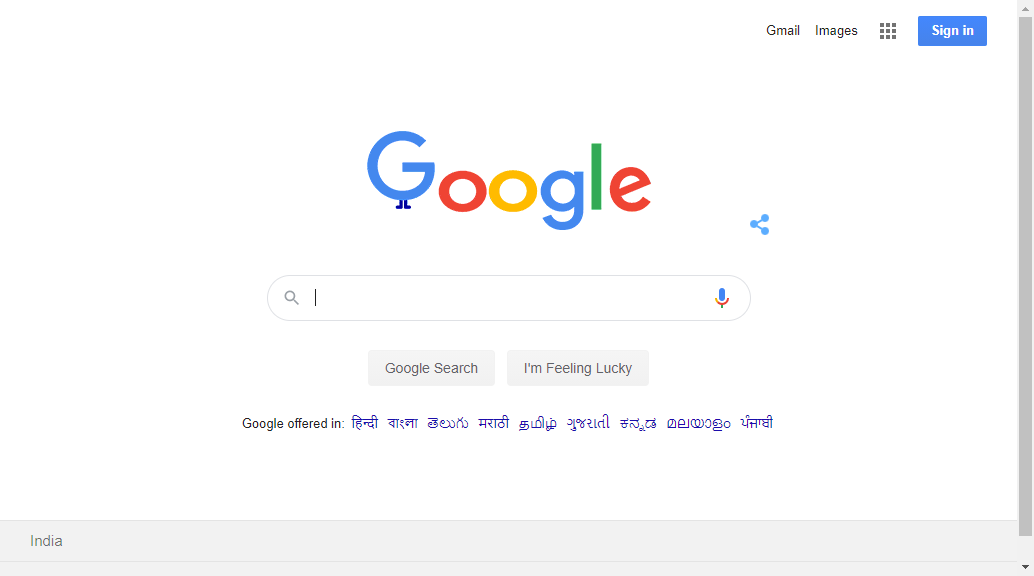 Gmail Images Sign in
Google
Google Search I'm Feeling Lucky
Google offered in: हिन्दी বাংলা తెలుగు मराठी தமிழ் ગુજરાતી ಕನ್ನಡ മലയാളം ਪੰਜਾਬੀ
India